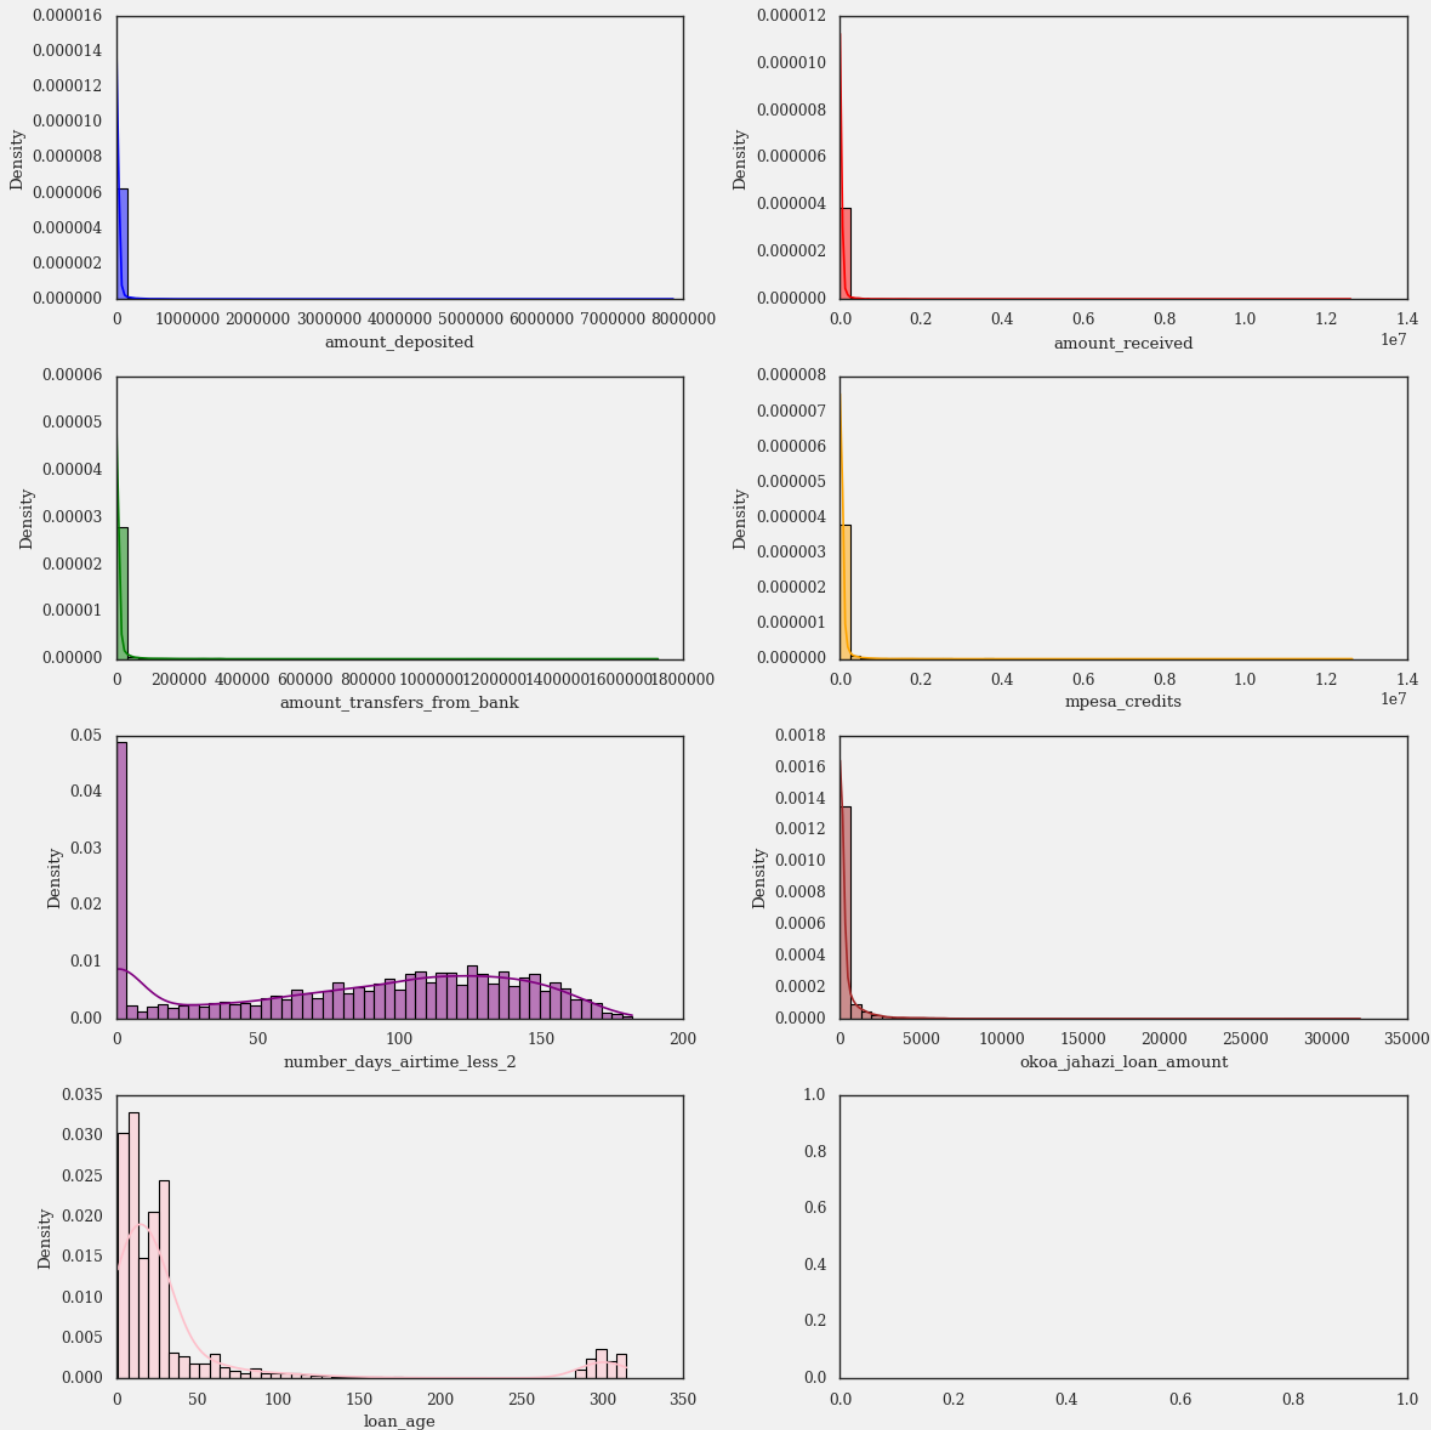 0.000016
0.000014
0.000012
0.000010
0.000008
0.000006
0.000004
0.000002
0.000000
Density
0 1000000 2000000 3000000 4000000 5000000 6000000 7000000 8000000
amount_deposited
0.000012
0.000010
0.000008
0.000006
0.000004
0.000002
0.000000
Density
0.0 0.2 0.4 0.6 0.8 1.0 1.2 1.4
1e7
amount_received
0.00006
0.00005
0.00004
0.00003
0.00002
0.00001
0.00000
Density
0 200000 400000 600000 800000 1000000 1200000 1400000 1600000 1800000
amount_transfers_from_bank
0.000008
0.000007
0.000006
0.000005
0.000004
0.000003
0.000002
0.000001
0.000000
Density
0.0 0.2 0.4 0.6 0.8 1.0 1.2 1.4
1e7
mpesa_credits
0.05
0.04
0.03
0.02
0.01
0.00
Density
0 50 100 150 200
number_days_airtime_less_2
0.0018
0.0016
0.0014
0.0012
0.0010
0.0008
0.0006
0.0004
0.0002
0.0000
Density
0 5000 10000 15000 20000 25000 30000 35000
okoa_jahazi_loan_amount
0.035
0.030
0.025
0.020
0.015
0.010
0.005
0.000
Density
0 50 100 150 200 250 300 350
loan_age
1.0
0.8
0.6
0.4
0.2
0.0
0.0 0.2 0.4 0.6 0.8 1.0